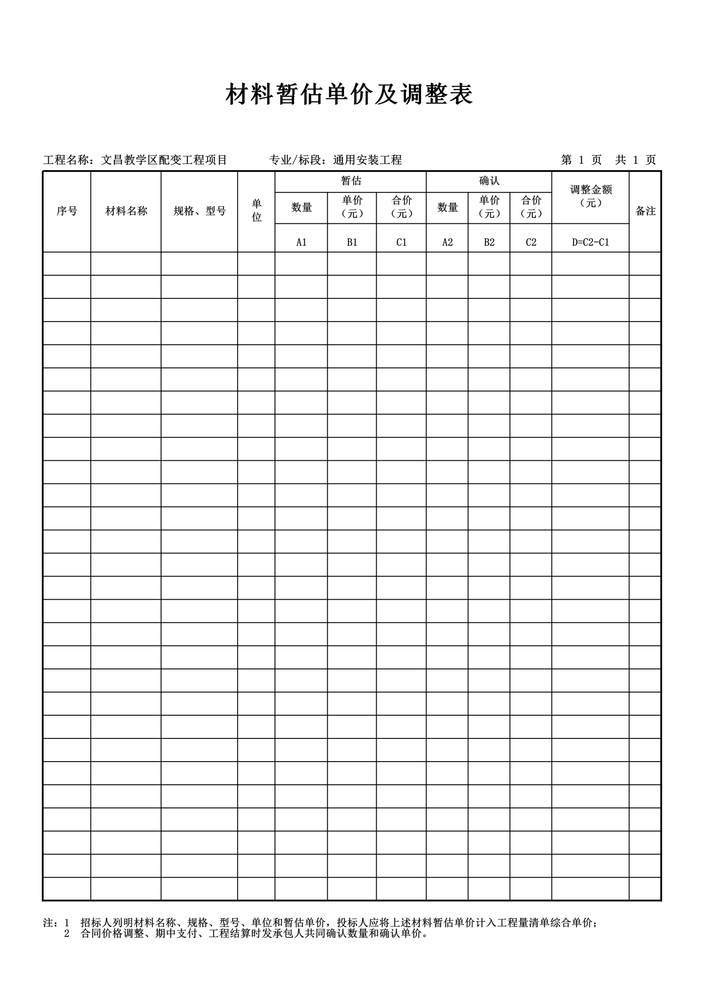 材料暂估单价及调整表
工程名称：文昌教学区配变工程项目 专业/标段：通用安装工程 第 1 页 共 1 页
序号 材料名称 规格、型号 单位 暂估 确认 调整金额（元） 备注
数量 单价（元） 合价（元） 数量 单价（元） 合价（元）
A1 B1 C1 A2 B2 C2 D=C2-C1
注：1 招标人列明材料名称、规格、型号、单位和暂估单价，投标人应将上述材料暂估单价计入工程量清单综合单价；
2 合同价格调整、期中支付、工程结算时发承包人共同确认数量和确认单价。